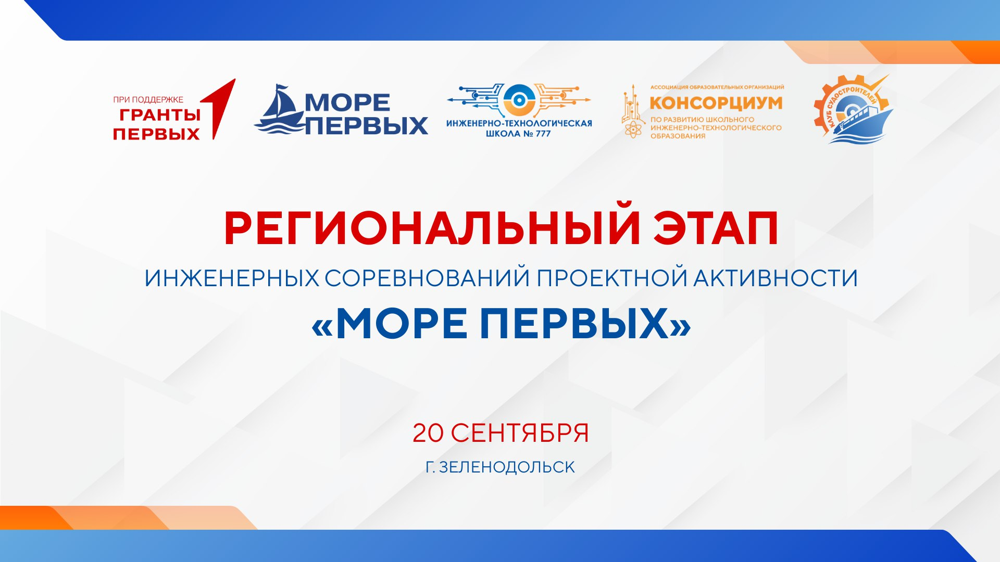 ПРИ ПОДДЕРЖКЕ
ГРАНТЫ
ПЕРВЫХ
МОРЕ
ПЕРВЫХ
ИНЖЕНЕРНО-ТЕХНОЛОГИЧЕСКАЯ
ШКОЛА № 777
АССОЦИАЦИЯ ОБРАЗОВАТЕЛЬНЫХ ОРГАНИЗАЦИЙ
КОНСОРЦИУМ
ПО РАЗВИТИЮ ШКОЛЬНОГО
ИНЖЕНЕРНО-ТЕХНОЛОГИЧЕСКОГО
ОБРАЗОВАНИЯ
КЛУБ СУДОСТРОИТЕЛЕЙ
РЕГИОНАЛЬНЫЙ ЭТАП
ИНЖЕНЕРНЫХ СОРЕВНОВАНИЙ ПРОЕКТНОЙ АКТИВНОСТИ
«МОРЕ ПЕРВЫХ»
20 СЕНТЯБРЯ
Г. ЗЕЛЕНОДОЛЬСК